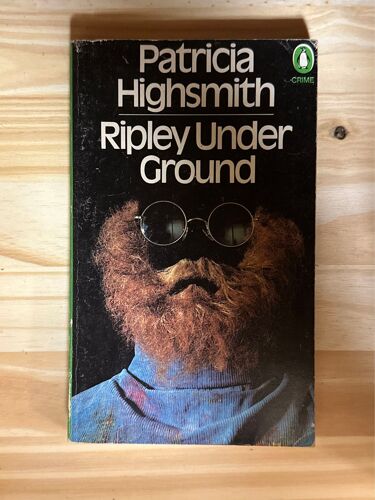 Patricia
Highsmith
Ripley Under
Ground
CRIME